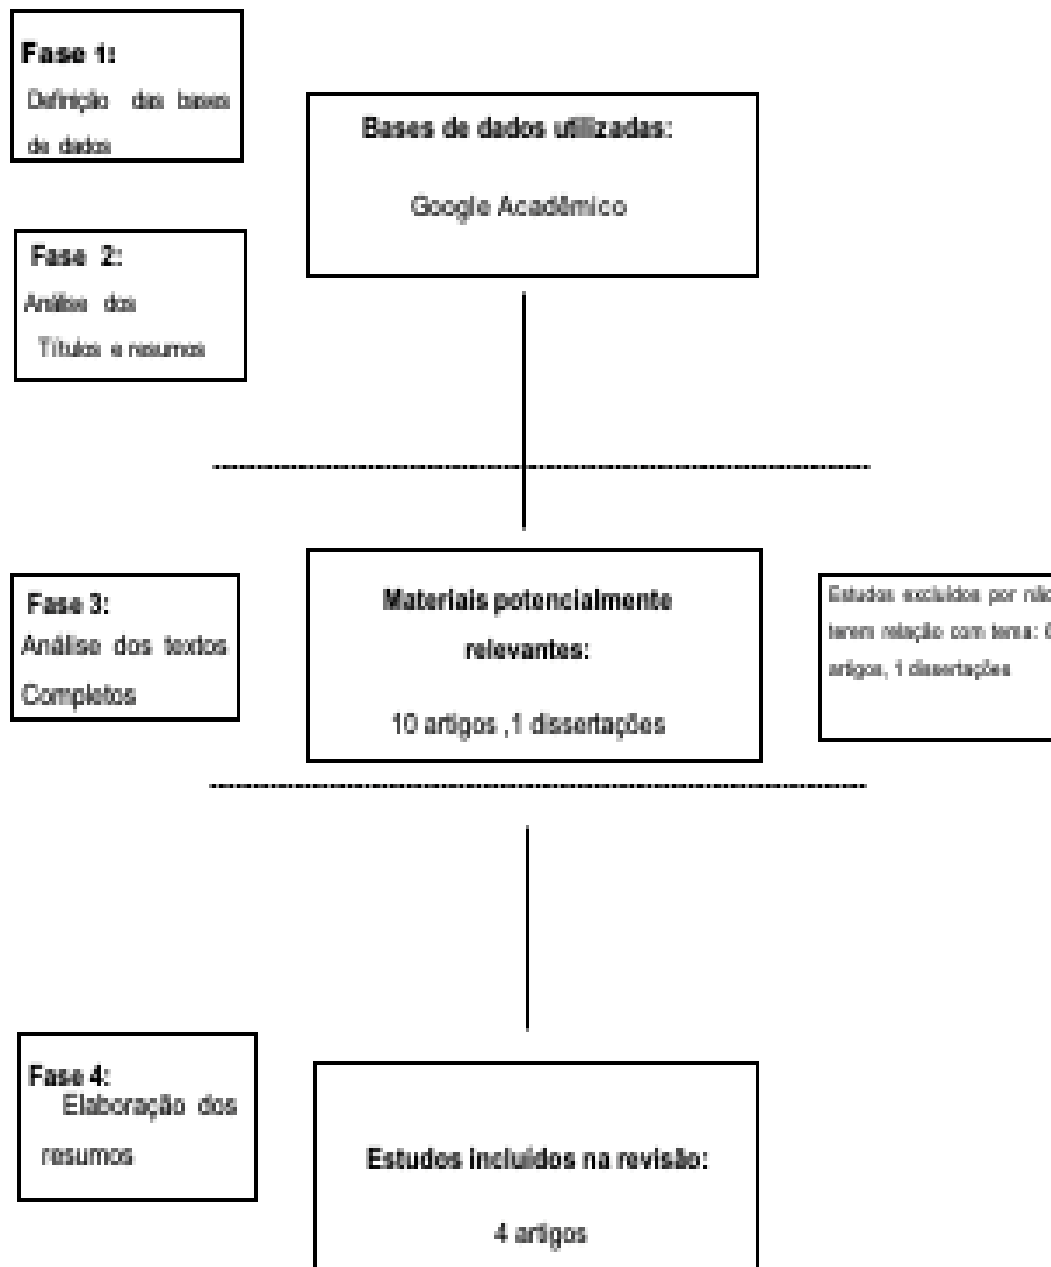 Fase 1:
Definição das bases
de dados
Bases de dados utilizadas:
Google Acadêmico
Fase 2:
Análise dos
Títulos e resumos
Fase 3:
Análise dos textos
Completos
Materiais potencialmente
relevantes:
10 artigos ,1 dissertações
Estudos excluídos por não
terem relação com tema:
artigos, 1 dissertações
Fase 4:
Elaboração dos
resumos
Estudos incluídos na revisão:
4 artigos